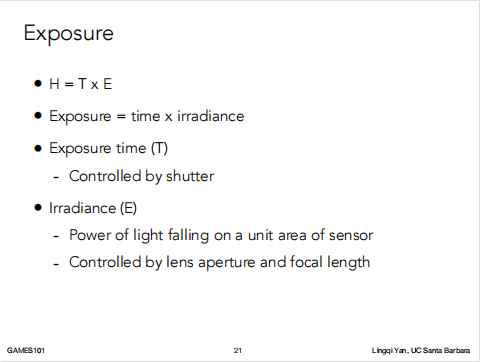 Exposure
• H = T x E
• Exposure = time x irradiance
• Exposure time (T)
- Controlled by shutter
• Irradiance (E)
- Power of light falling on a unit area of sensor
- Controlled by lens aperture and focal length
GAMES101 21 Lingqi Yan, UC Santa Barbara